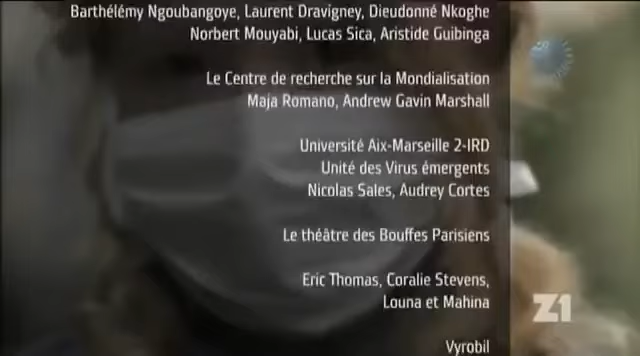 Barthélémy Ngoubangoye, Laurent Dravigney, Dieudonné Nkoghe
Norbert Mouyabi, Lucas Sica, Aristide Guibinga
Le Centre de recherche sur la Mondialisation
Maja Romano, Andrew Gavin Marshall
Université Aix-Marseille 2-IRD
Unité des Virus émergents
Nicolas Sales, Audrey Cortes
Le théâtre des Bouffes Parisiens
Eric Thomas, Coralie Stevens,
Louna et Mahina
Z1
Vyrobil